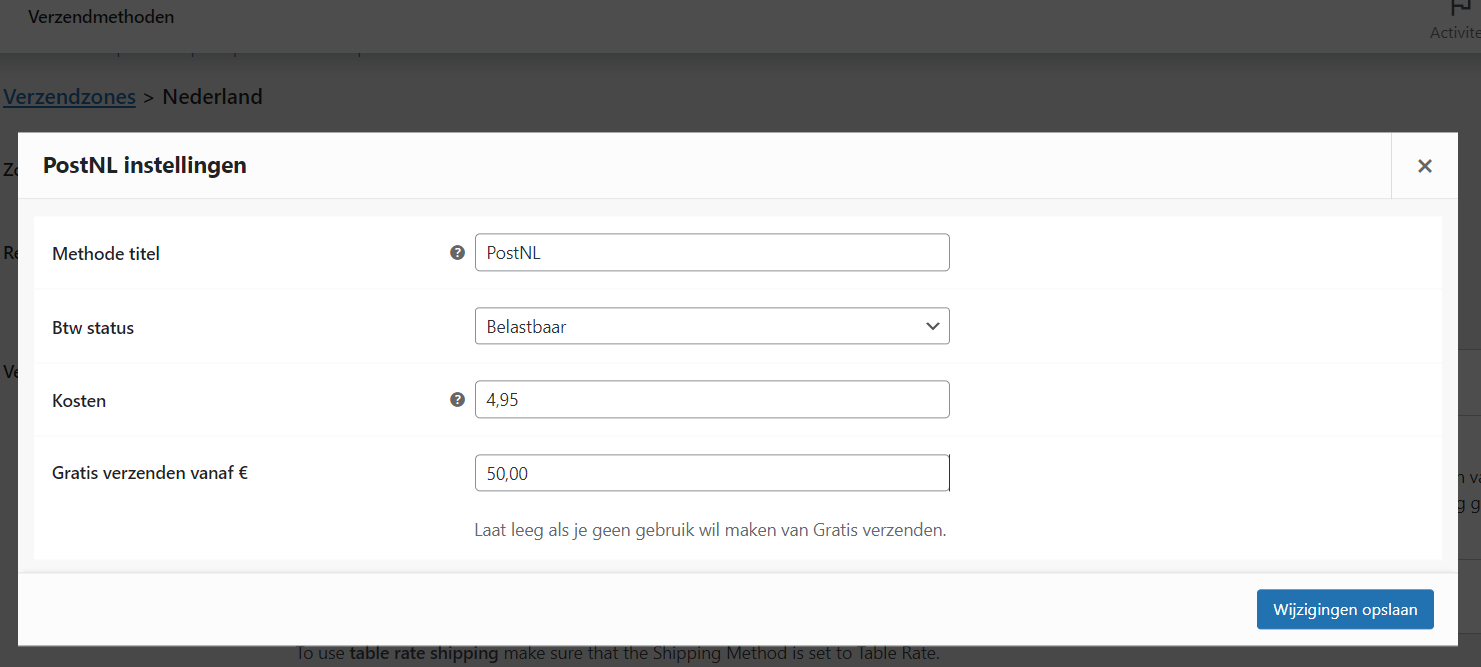 Verzendmethoden
Verzendzones > Nederland
PostNL instellingen
Methode titel
PostNL
Btw status
Belastbaar
Kosten
4,95
Gratis verzenden vanaf €
50,00
Laat leeg als je geen gebruik wil maken van Gratis verzenden.
Wijzigingen opslaan
To use table rate shipping make sure that the Shipping Method is set to Table Rate.